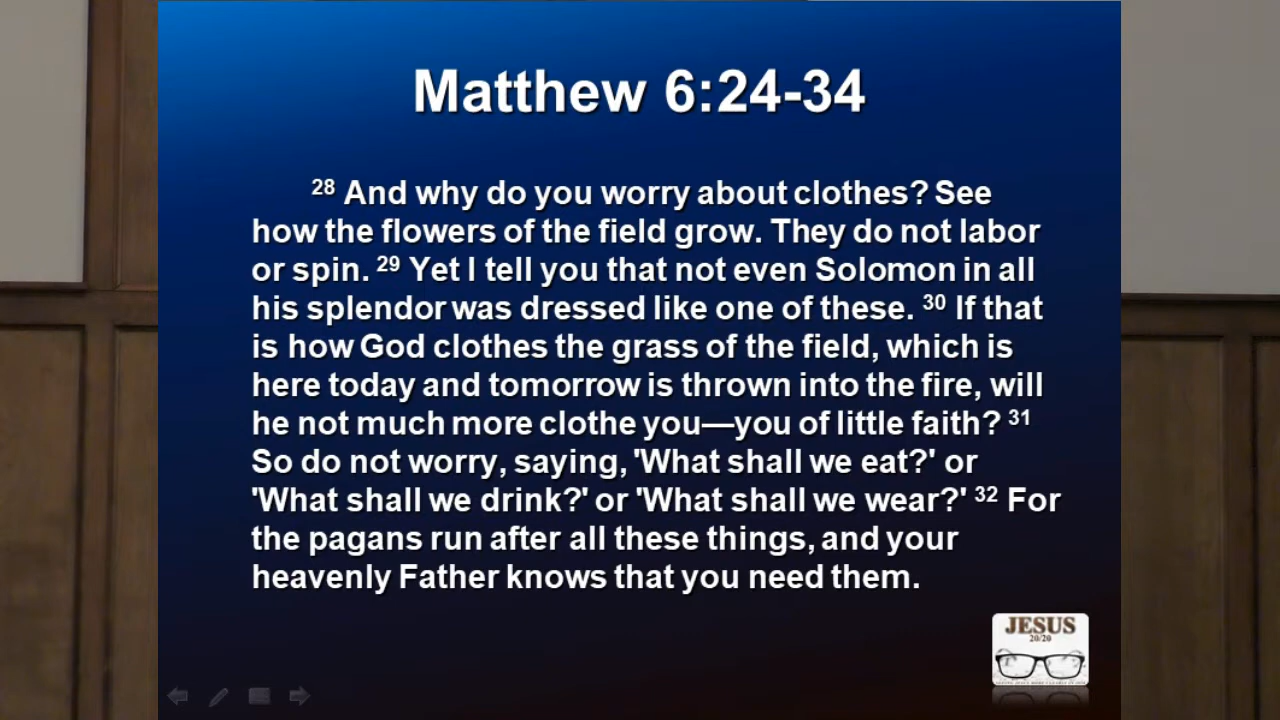 Matthew 6:24-34
28 And why do you worry about clothes? See
how the flowers of the field grow. They do not labor
or spin. 29 Yet I tell you that not even Solomon in all
his splendor was dressed like one of these. 30 If that
is how God clothes the grass of the field, which is
here today and tomorrow is thrown into the fire, will
he not much more clothe you—you of little faith? 31
So do not worry, saying, 'What shall we eat?' or
'What shall we drink?' or 'What shall we wear?' 32 For
the pagans run after all these things, and your
heavenly Father knows that you need them.
JESUS
20/20